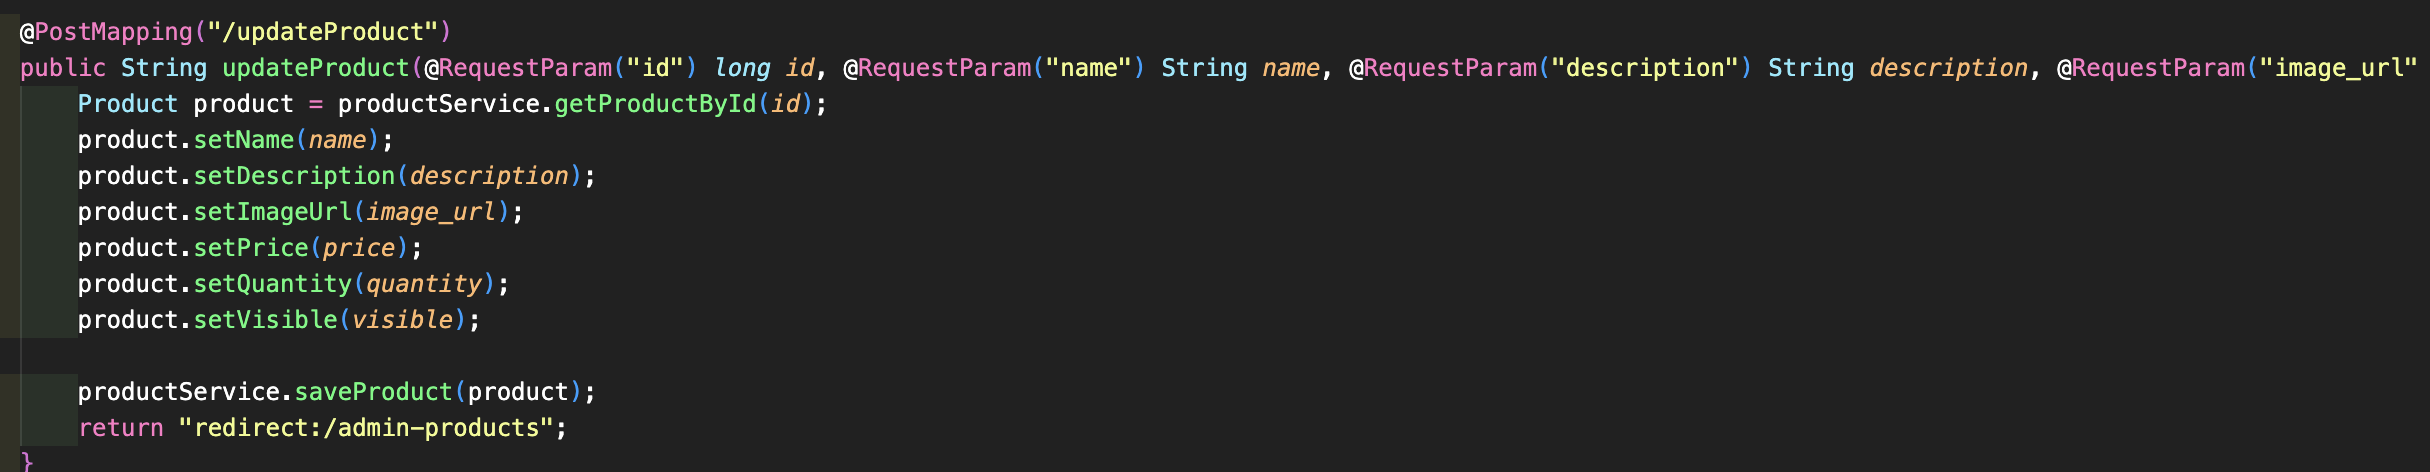 @PostMapping("/updateProduct")
public String updateProduct(@RequestParam("id") long id, @RequestParam("name") String name, @RequestParam("description") String description, @RequestParam("image_url"
Product product = productService.getProductById(id);
product.setName(name);
product.setDescription(description);
product.setImageUrl(image_url);
product.setPrice(price);
product.setQuantity(quantity);
product.setVisible(visible);
productService.saveProduct(product);
return "redirect:/admin-products";
}